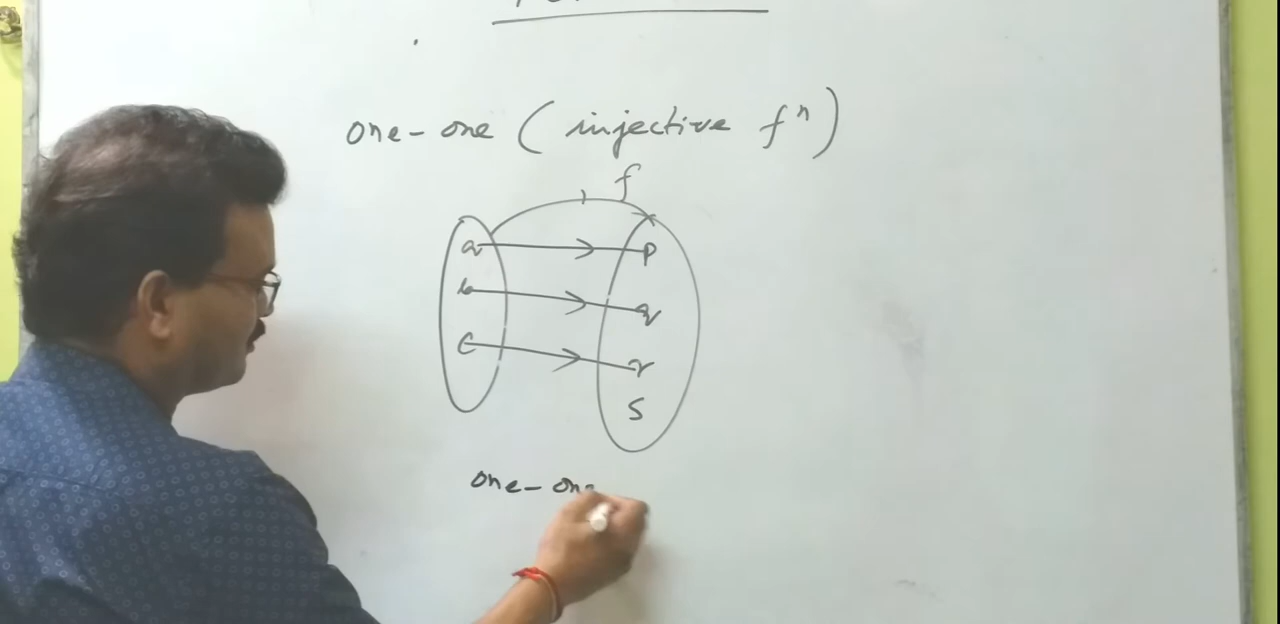 one-one (injective fⁿ)
f
a p
b q
c r
s
one-one